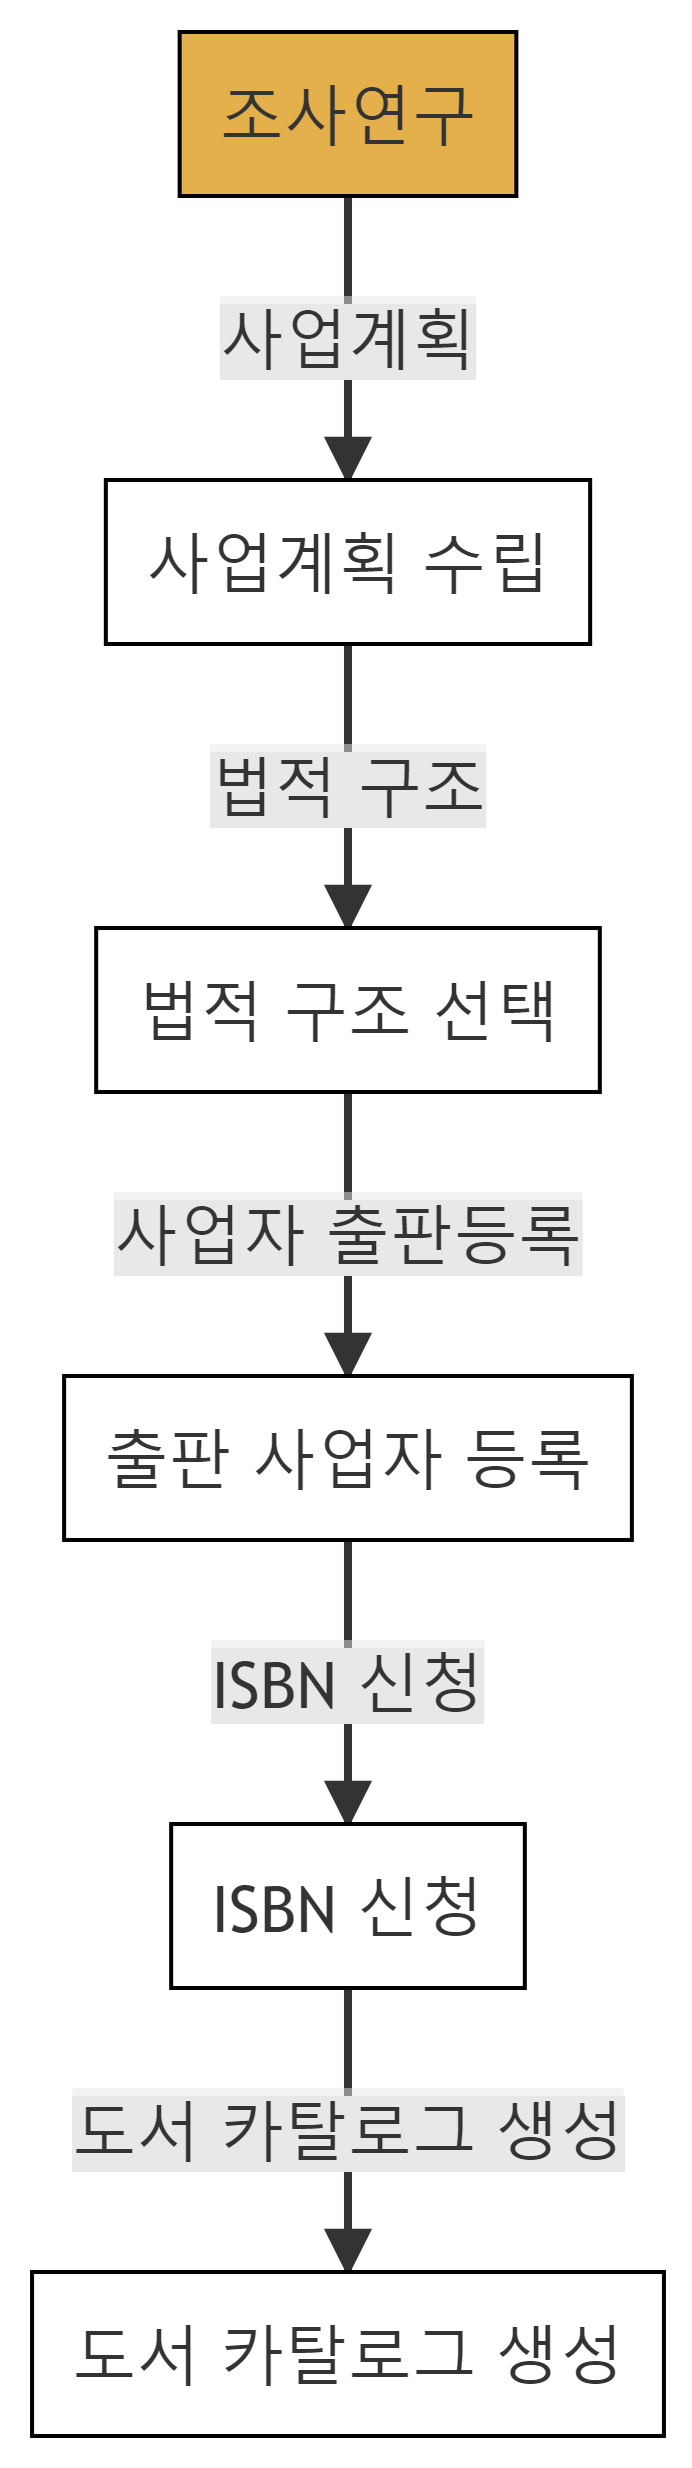 조사연구
사업계획
사업계획 수립
법적 구조
법적 구조 선택
사업자 출판등록
출판 사업자 등록
ISBN 신청
ISBN 신청
도서 카탈로그 생성
도서 카탈로그 생성